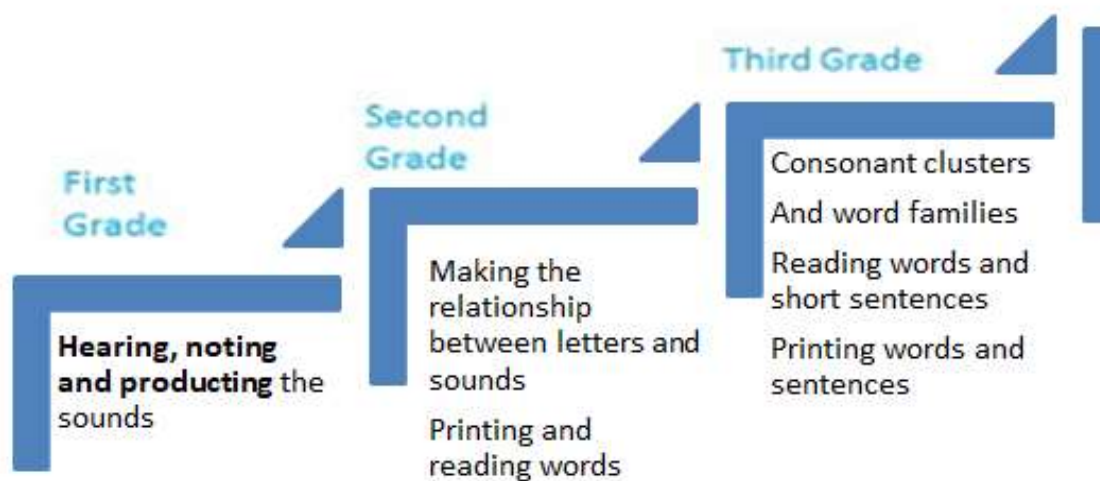 First
Grade
Hearing, noting
and producting the
sounds
Second
Grade
Making the
relationship
between letters and
sounds
Printing and
reading words
Third Grade
Consonant clusters
And word families
Reading words and
short sentences
Printing words and
sentences